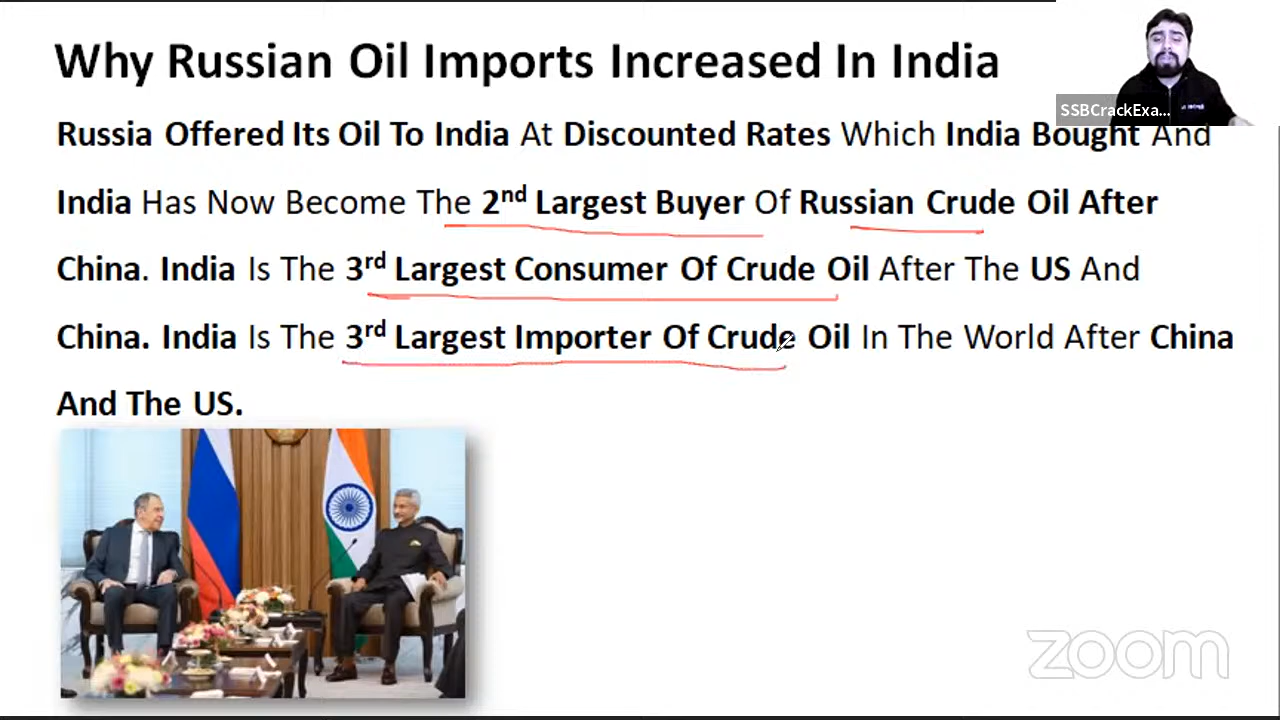 Why Russian Oil Imports Increased In India
SSBCrackExa...
Russia Offered Its Oil To India At Discounted Rates Which India Bought And
India Has Now Become The 2nd Largest Buyer Of Russian Crude Oil After
China. India Is The 3rd Largest Consumer Of Crude Oil After The US And
China. India Is The 3rd Largest Importer Of Crude Oil In The World After China
And The US.
zoom